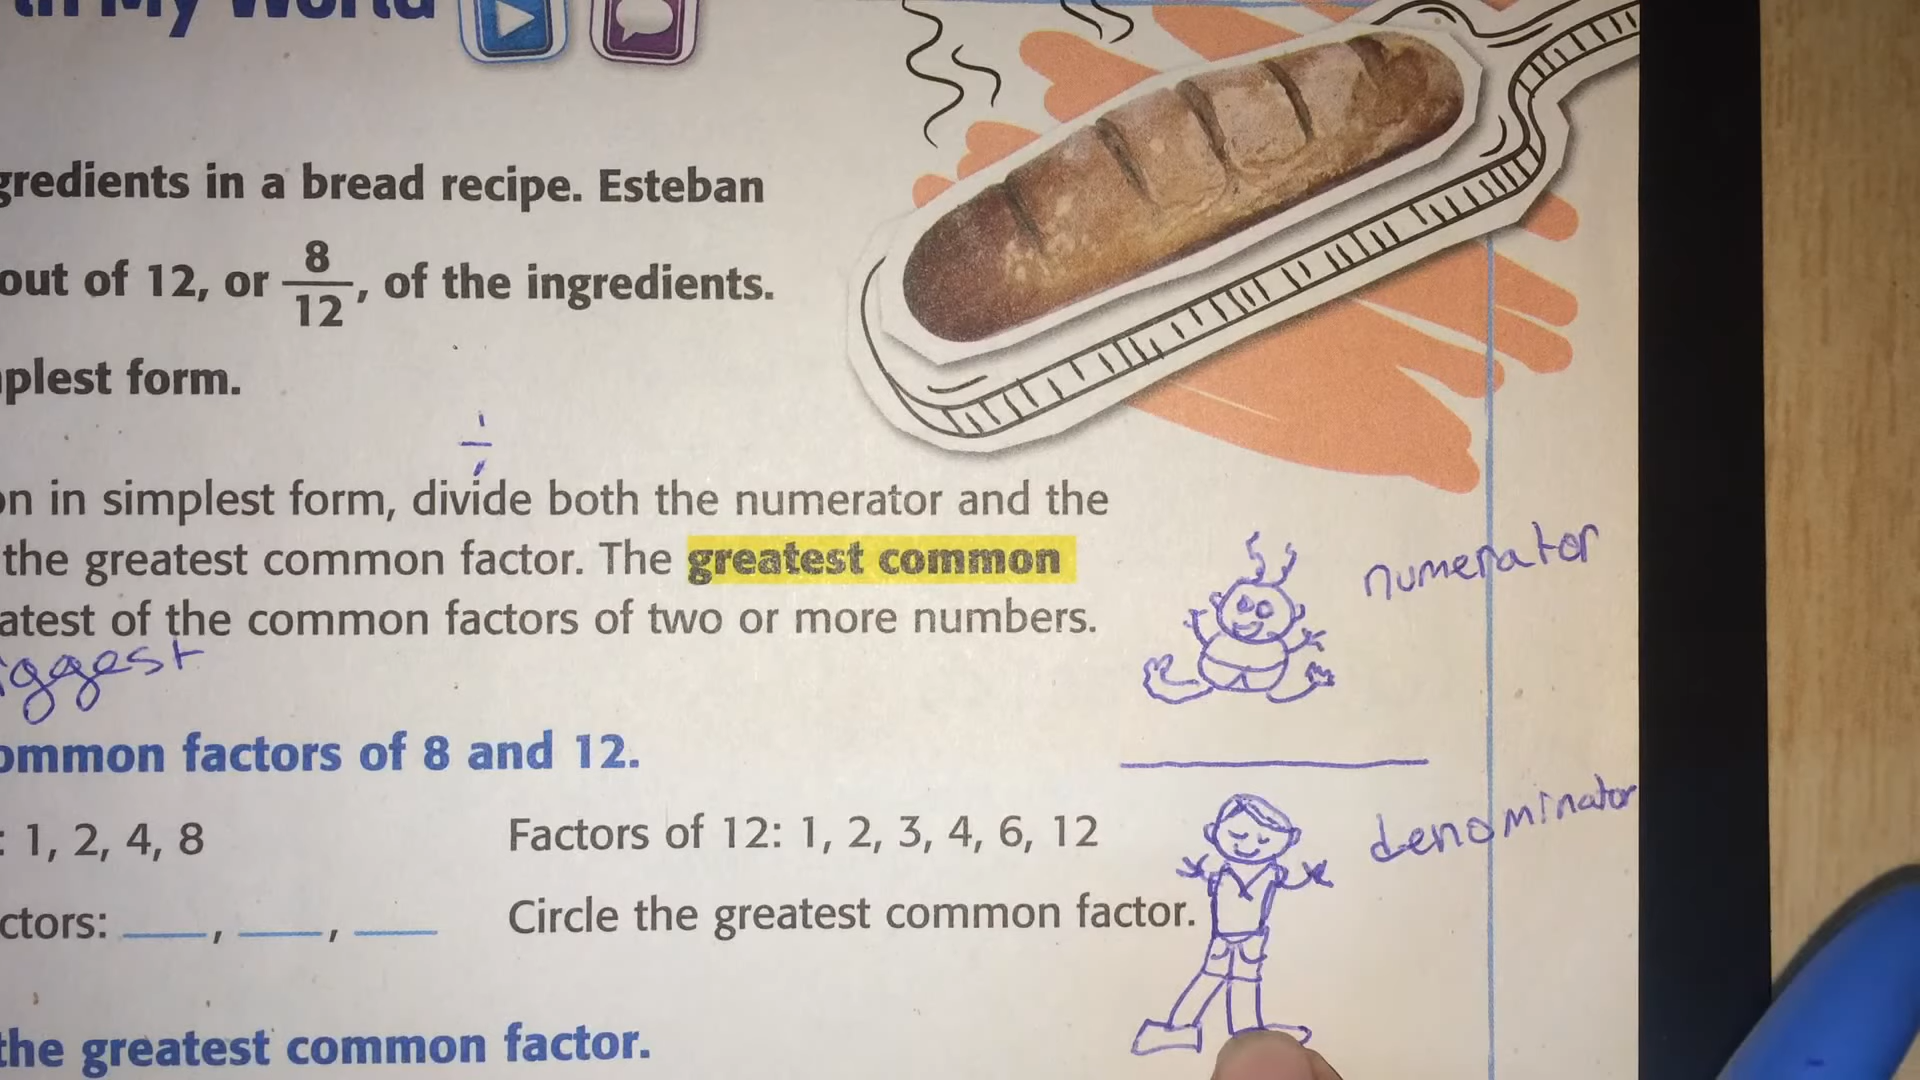 in My World
gredients in a bread recipe. Esteban
out of 12, or 8/12, of the ingredients.
plest form.
on in simplest form, divide both the numerator and the
the greatest common factor. The greatest common
atest of the common factors of two or more numbers.
iggest
ommon factors of 8 and 12.
: 1, 2, 4, 8
Factors of 12: 1, 2, 3, 4, 6, 12
ctors: ___, ___, ___
Circle the greatest common factor.
the greatest common factor.
numerator
denominator